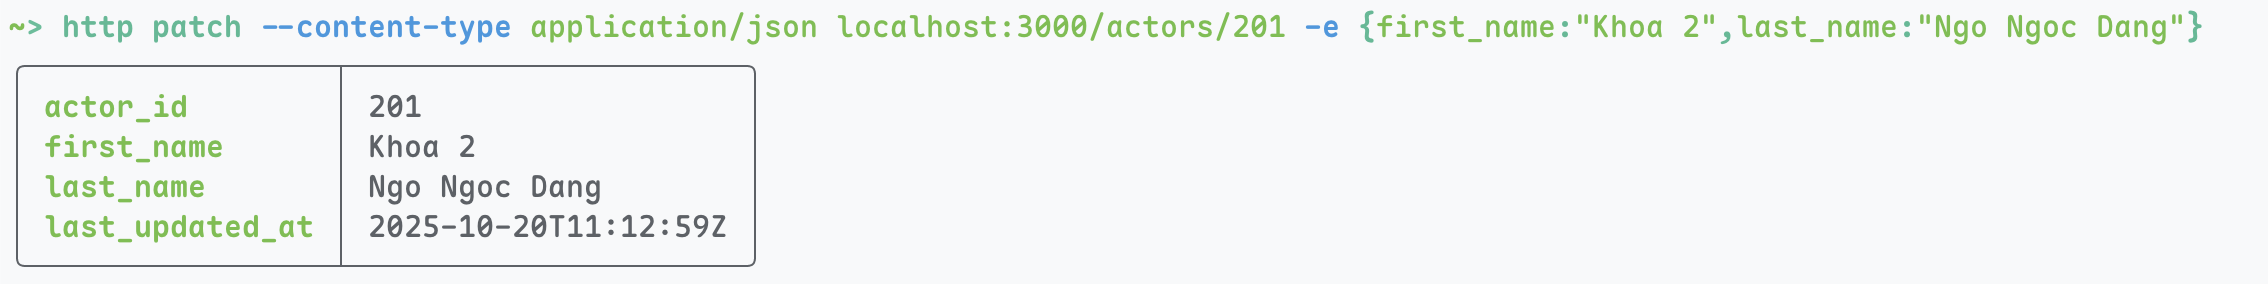 ~> http patch --content-type application/json localhost:3000/actors/201 -e {first_name:"Khoa 2",last_name:"Ngo Ngoc Dang"}
actor_id 201
first_name Khoa 2
last_name Ngo Ngoc Dang
last_updated_at 2025-10-20T11:12:59Z